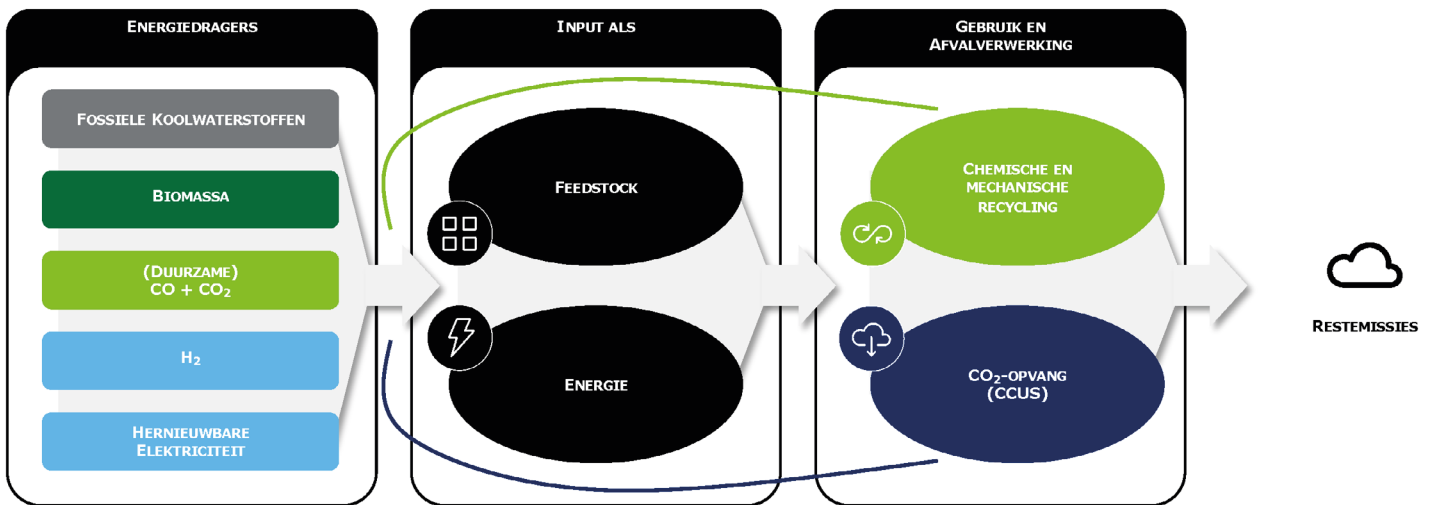 ENERGIEDRAGERS
FOSSIELE KOOLWATERSTOFFEN
BIOMASSA
(DUURZAME)
CO + CO₂
H₂
HERNIEUWBARE
ELEKTRICITEIT
INPUT ALS
FEEDSTOCK
ENERGIE
GEBRUIK EN
AFVALVERWERKING
CHEMISCHE EN
MECHANISCHE
RECYCLING
CO₂-OPVANG
(CCUS)
RESTEMISSIES